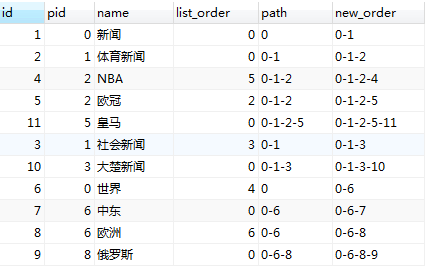 id pid name list_order path new_order
1 0 新闻 0 0 0-1
2 1 体育新闻 0 0-1 0-1-2
4 2 NBA 5 0-1-2 0-1-2-4
5 2 欧冠 2 0-1-2 0-1-2-5
11 5 皇马 0 0-1-2-5 0-1-2-5-11
3 1 社会新闻 3 0-1 0-1-3
10 3 大楚新闻 0 0-1-3 0-1-3-10
6 0 世界 4 0 0-6
7 6 中东 0 0-6 0-6-7
8 6 欧洲 6 0-6 0-6-8
9 8 俄罗斯 0 0-6-8 0-6-8-9